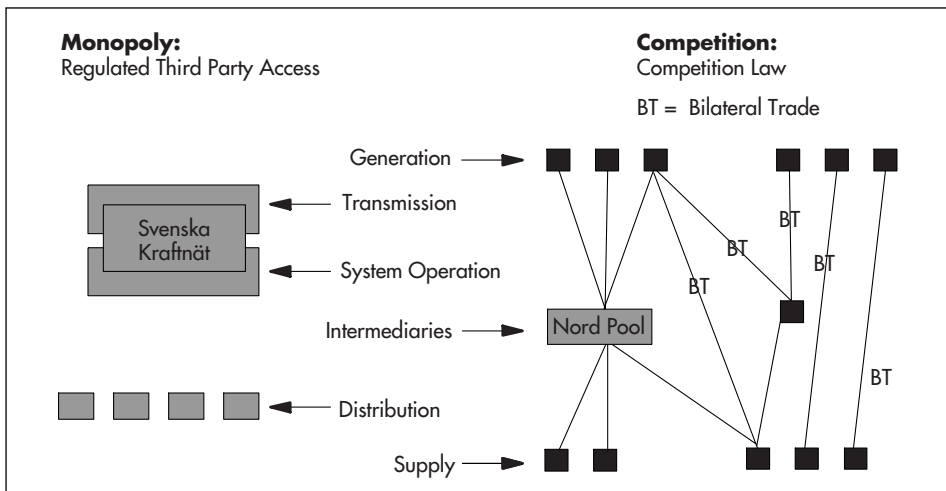 Monopoly:
Regulated Third Party Access
Competition:
Competition Law
BT = Bilateral Trade
Generation
Transmission
Svenska
Kraftnät
System Operation
Intermediaries
Distribution
Supply
Nord Pool
BT
BT
BT
BT
BT